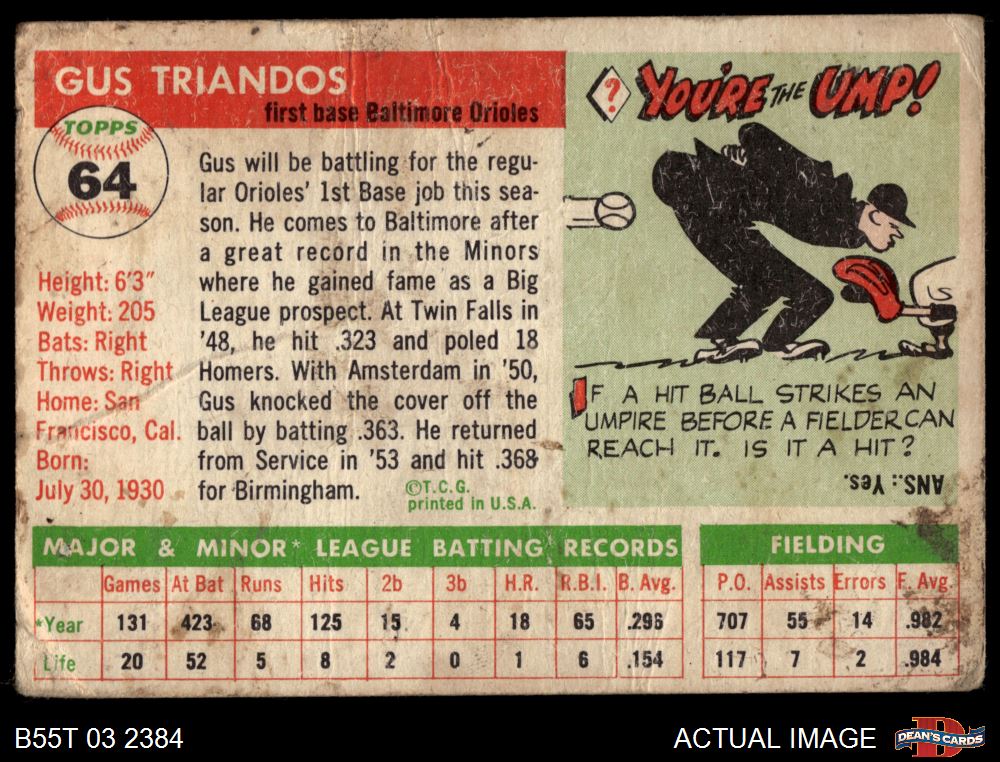 GUS TRIANDOS
first base Baltimore Orioles
TOPPS
64
Height: 6'3"
Weight: 205
Bats: Right
Throws: Right
Home: San
Francisco, Cal.
Born:
July 30, 1930
Gus will be battling for the regu-
lar Orioles' 1st Base job this sea-
son. He comes to Baltimore after
a great record in the Minors
where he gained fame as a Big
League prospect. At Twin Falls in
'48, he hit .323 and poled 18
Homers. With Amsterdam in '50,
Gus knocked the cover off the
ball by batting .363. He returned
from Service in '53 and hit .368
for Birmingham.
©T.C.G.
printed in U.S.A.
? YOU'RE THE UMP!
IF A HIT BALL STRIKES AN
UMPIRE BEFORE A FIELDER CAN
REACH IT. IS IT A HIT?
ANS.: Yes.
MAJOR & MINOR* LEAGUE BATTING RECORDS
Games At Bat Runs Hits 2b 3b H.R. R.B.I. B. Avg.
*Year 131 423 68 125 15 4 18 65 .296
Life 20 52 5 8 2 0 1 6 .154
FIELDING
P.O. Assists Errors F. Avg.
707 55 14 .982
117 7 2 .984
B55T 03 2384
ACTUAL IMAGE
D
DEAN'S CARDS